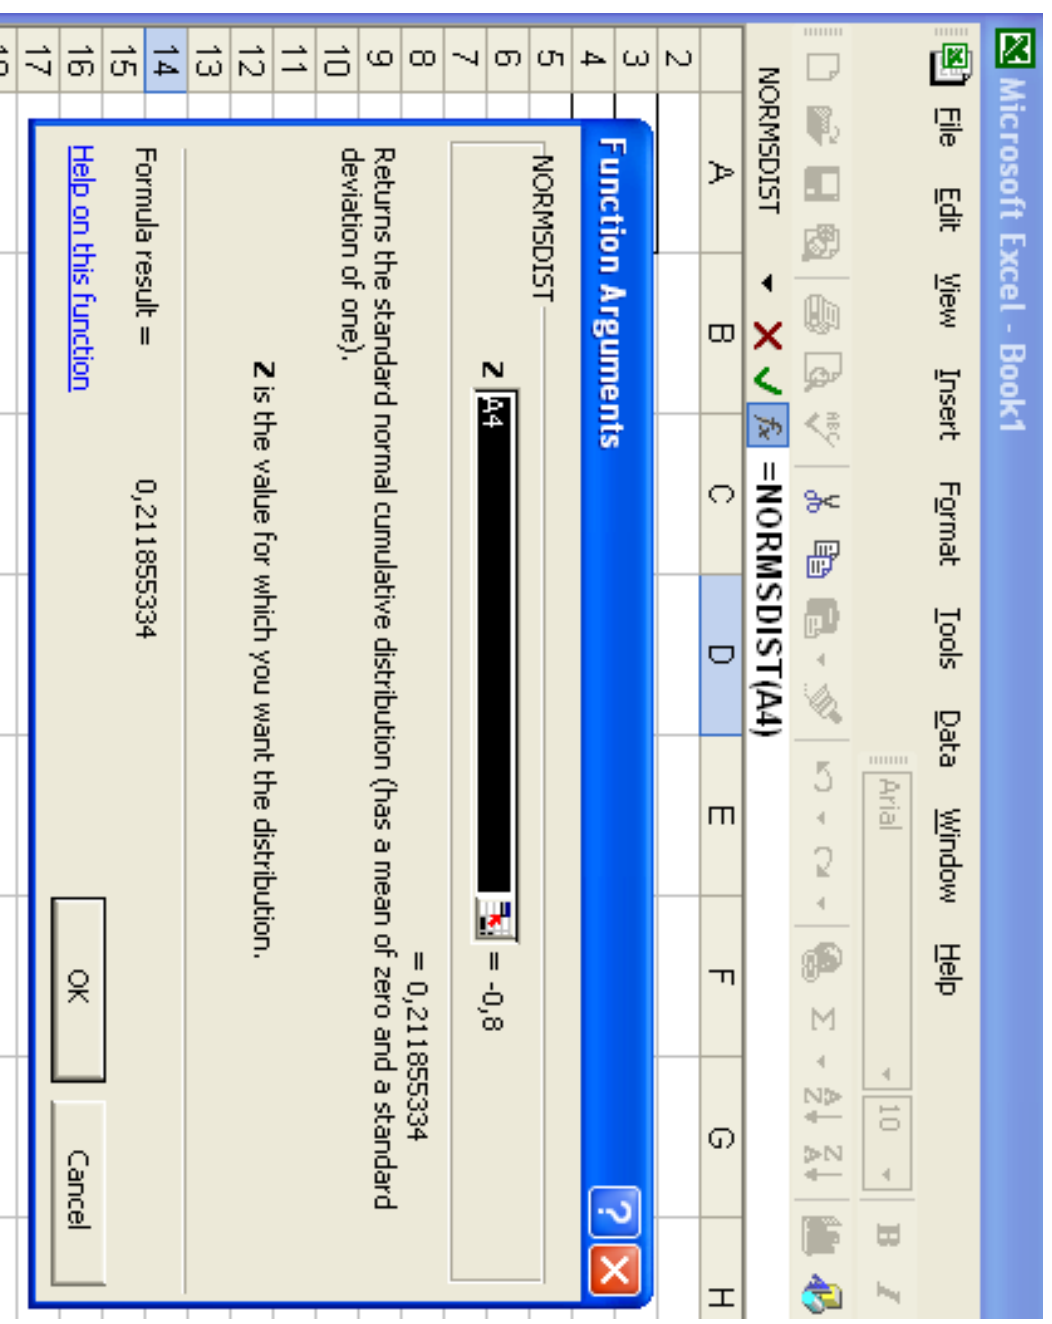 Microsoft Excel - Book1
File Edit View Insert Format Tools Data Window Help
Arial 10 B I
NORMSDIST fx =NORMSDIST(A4)
A B C D E F G H
2
3
4
5
6
7
8
9
10
11
12
13
14
15
16
17
Function Arguments
NORMSDIST
Z A4 = -0,8
= 0,211855334
Returns the standard normal cumulative distribution (has a mean of zero and a standard
deviation of one).
Z is the value for which you want the distribution.
Formula result = 0,211855334
Help on this function
OK Cancel